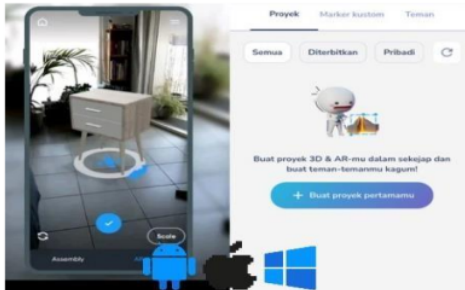 Scale
Assembly
Proyek Marker kustom Teman
Semua Diterbitkan Pribadi
Buat proyek 3D & AR-mu dalam sekejap dan
buat teman-temanmu kagum!
+ Buat proyek pertamamu